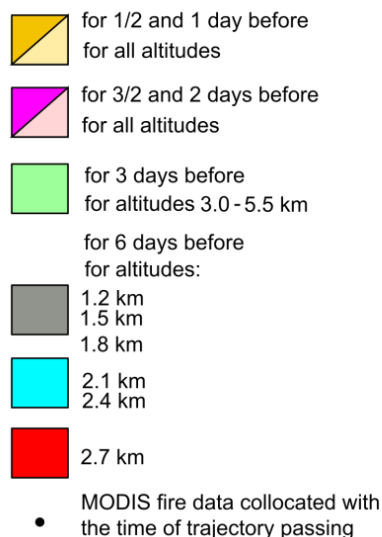 for 1/2 and 1 day before
for all altitudes
for 3/2 and 2 days before
for all altitudes
for 3 days before
for altitudes 3.0 - 5.5 km
for 6 days before
for altitudes:
1.2 km
1.5 km
1.8 km
2.1 km
2.4 km
2.7 km
MODIS fire data collocated with
the time of trajectory passing